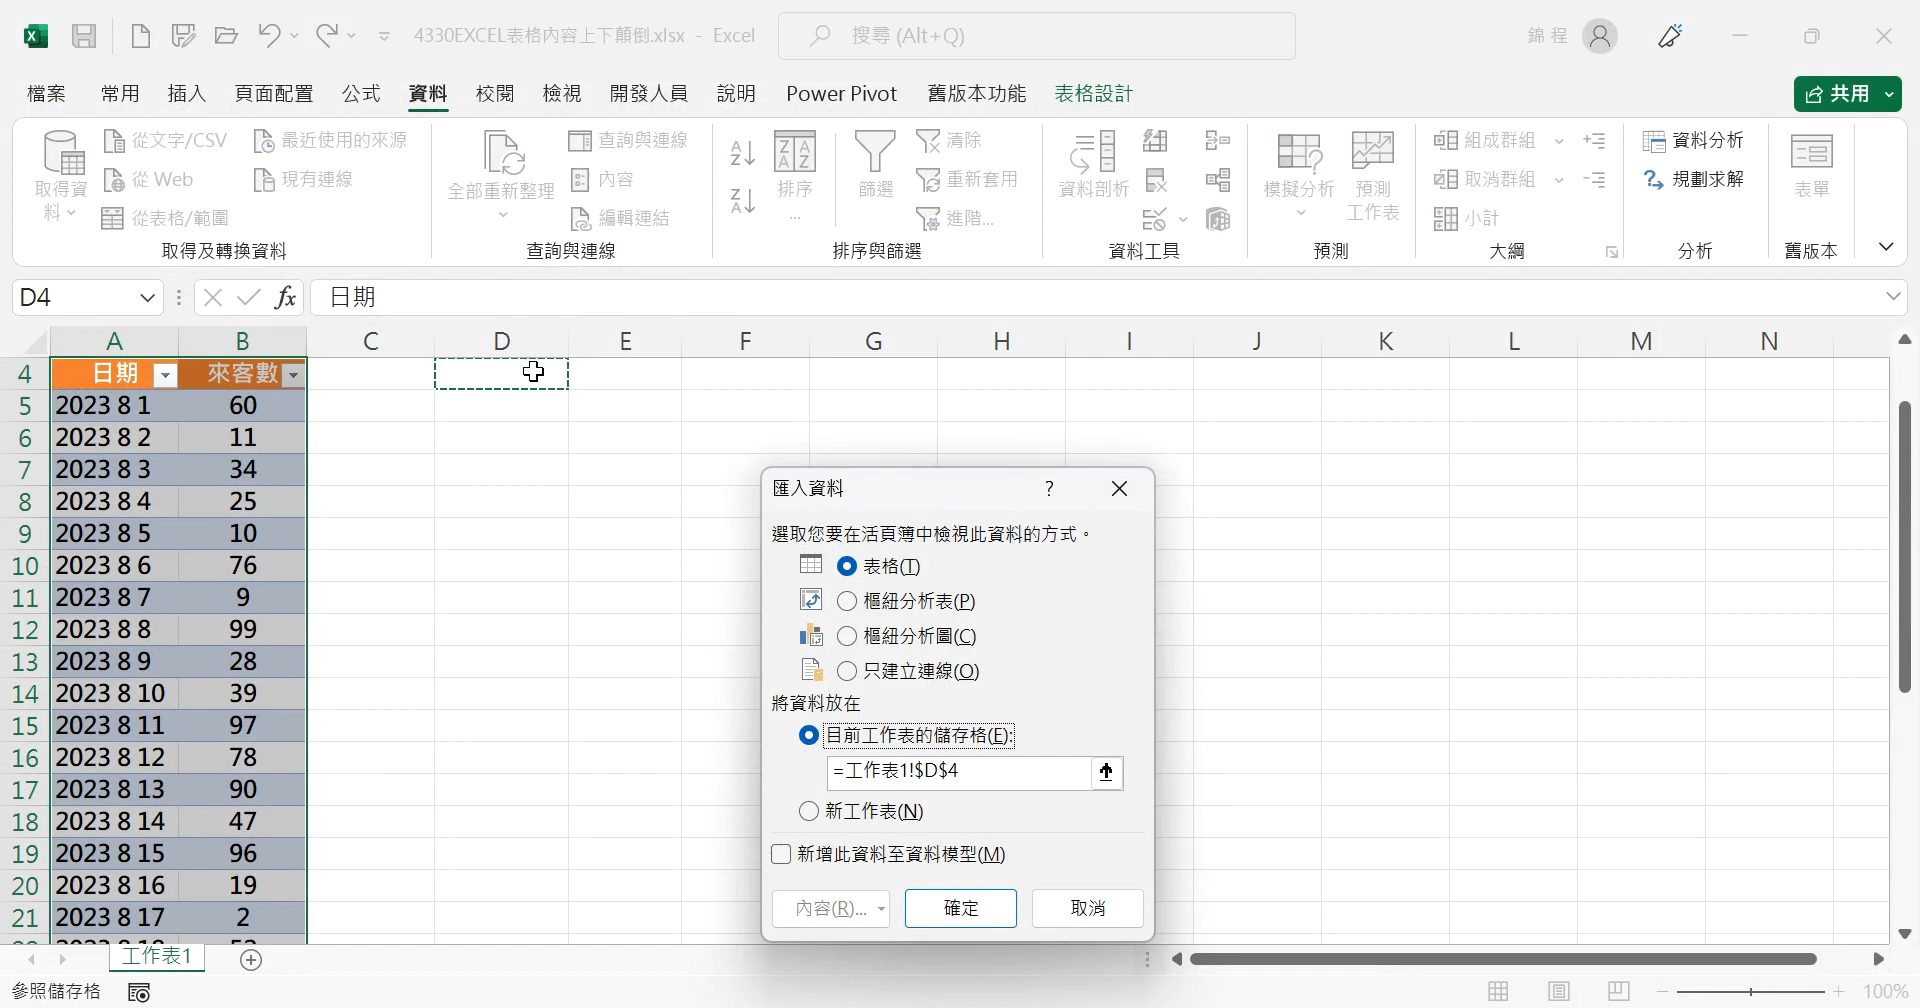 4330EXCEL表格內容上下顛倒.xlsx - Excel
搜尋 (Alt+Q)
錦 程
檔案 常用 插入 頁面配置 公式 資料 校閱 檢視 開發人員 說明 Power Pivot 舊版本功能 表格設計 共用
取得資料
從文字/CSV
從 Web
從表格/範圍
最近使用的來源
現有連線
取得及轉換資料
全部重新整理
查詢與連線
內容
編輯連結
查詢與連線
排序
...
篩選
清除
重新套用
進階...
排序與篩選
資料剖析
資料工具
模擬分析
預測
工作表
預測
組成群組
取消群組
小計
大綱
資料分析
規劃求解
分析
表單
舊版本
D4
fx
日期
A B C D E F G H I J K L M N
4 日期 來客數
5 2023 8 1 60
6 2023 8 2 11
7 2023 8 3 34
8 2023 8 4 25
9 2023 8 5 10
10 2023 8 6 76
11 2023 8 7 9
12 2023 8 8 99
13 2023 8 9 28
14 2023 8 10 39
15 2023 8 11 97
16 2023 8 12 78
17 2023 8 13 90
18 2023 8 14 47
19 2023 8 15 96
20 2023 8 16 19
21 2023 8 17 2
匯入資料 ?
選取您要在活頁簿中檢視此資料的方式。
表格(T)
樞紐分析表(P)
樞紐分析圖(C)
只建立連線(O)
將資料放在
目前工作表的儲存格(E):
=工作表1!$D$4
新工作表(N)
新增此資料至資料模型(M)
內容(R)... 確定 取消
工作表1
參照儲存格
100%